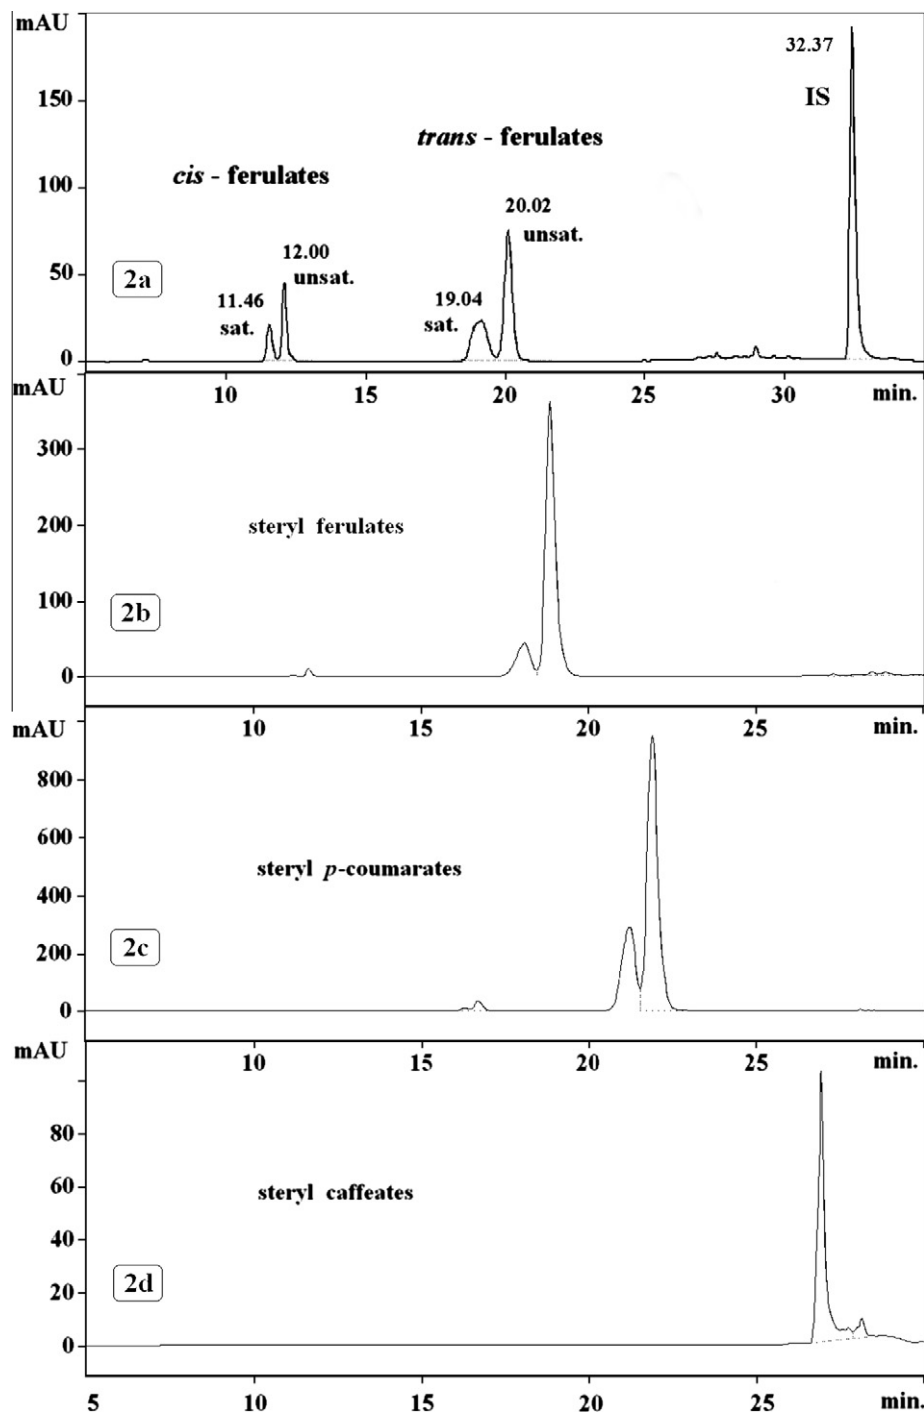 mAU
32.37
150
IS
trans - ferulates
cis - ferulates
100
20.02
unsat.
12.00
unsat.
50
2a
11.46
sat.
19.04
sat.
0
mAU
10 15 20 25 30 min.
300
steryl ferulates
200
2b
100
0
mAU
10 15 20 25 min.
800
600
steryl p-coumarates
400
2c
200
0
mAU
10 15 20 25 min.
80
60
steryl caffeates
40
2d
20
0
5 10 15 20 25 min.